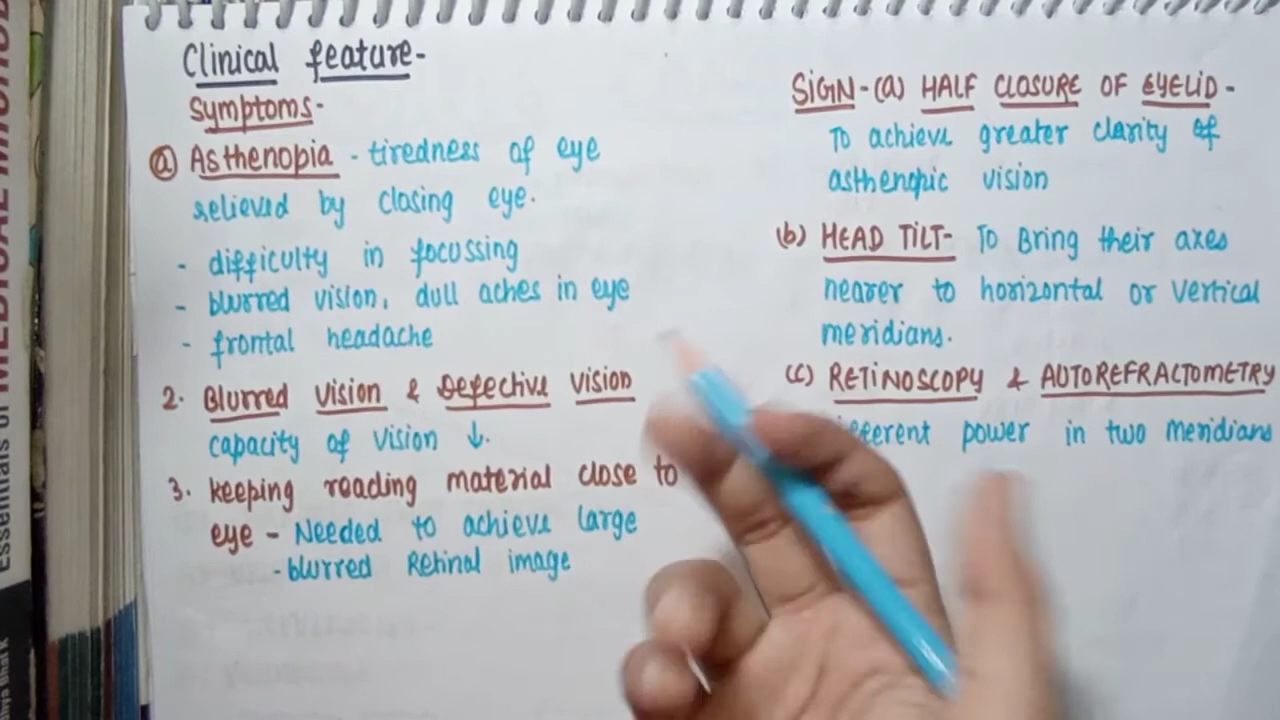 Clinical feature-
Symptoms-
ⓐ Asthenopia - tiredness of eye
relieved by closing eye.
- difficulty in focussing
- blurred vision, dull aches in eye
- frontal headache
2. Blurred vision & Defective vision
capacity of vision ↓.
3. keeping reading material close to
eye - Needed to achieve large
- blurred Retinal image
SIGN - (a) HALF CLOSURE OF EYELID -
To achieve greater clarity of
asthenopic vision
(b) HEAD TILT- To Bring their axes
nearer to horizontal or vertical
meridians.
(c) RETINOSCOPY & AUTOREFRACTOMETRY
power in two meridians
Essentials of MEDICAL